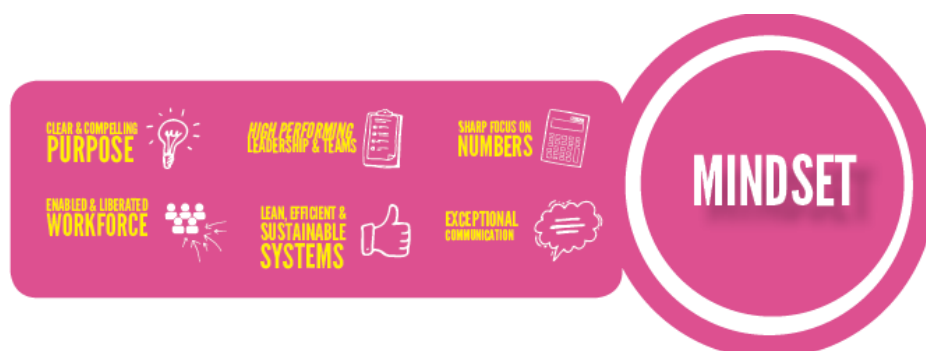 CLEAR & COMPELLING
PURPOSE
HIGH PERFORMING
LEADERSHIP & TEAMS
SHARP FOCUS ON
NUMBERS
ENABLED & LIBERATED
WORKFORCE
LEAN, EFFICIENT &
SUSTAINABLE
SYSTEMS
EXCEPTIONAL
COMMUNICATION
MINDSET